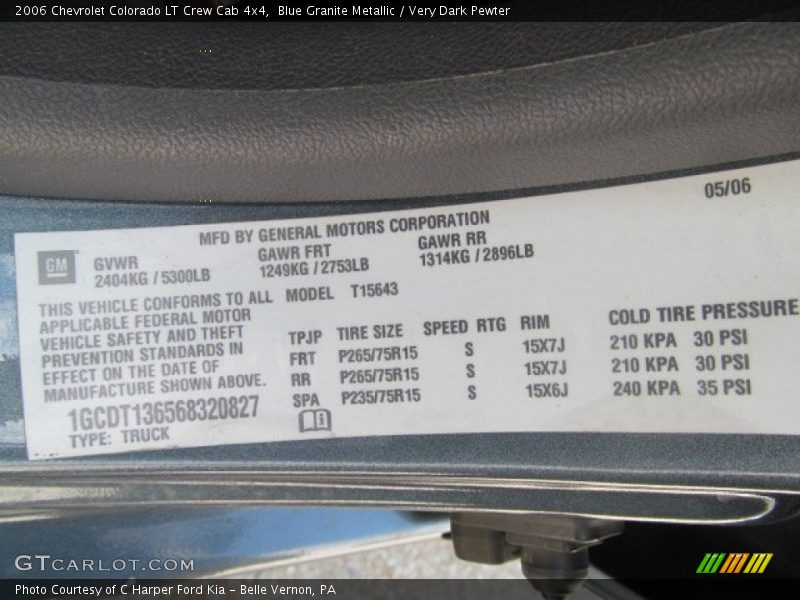 2006 Chevrolet Colorado LT Crew Cab 4x4, Blue Granite Metallic / Very Dark Pewter
05/06
MFD BY GENERAL MOTORS CORPORATION
GM
GVWR GAWR FRT GAWR RR
2404KG / 5300LB 1249KG / 2753LB 1314KG / 2896LB
THIS VEHICLE CONFORMS TO ALL
APPLICABLE FEDERAL MOTOR
VEHICLE SAFETY AND THEFT
PREVENTION STANDARDS IN
EFFECT ON THE DATE OF
MANUFACTURE SHOWN ABOVE.
1GCDT136568320827
TYPE: TRUCK
MODEL T15643
TPJP TIRE SIZE SPEED RTG RIM COLD TIRE PRESSURE
FRT P265/75R15 S 15X7J 210 KPA 30 PSI
RR P265/75R15 S 15X7J 210 KPA 30 PSI
SPA P235/75R15 S 15X6J 240 KPA 35 PSI
GTCARLOT.COM
Photo Courtesy of C Harper Ford Kia - Belle Vernon, PA